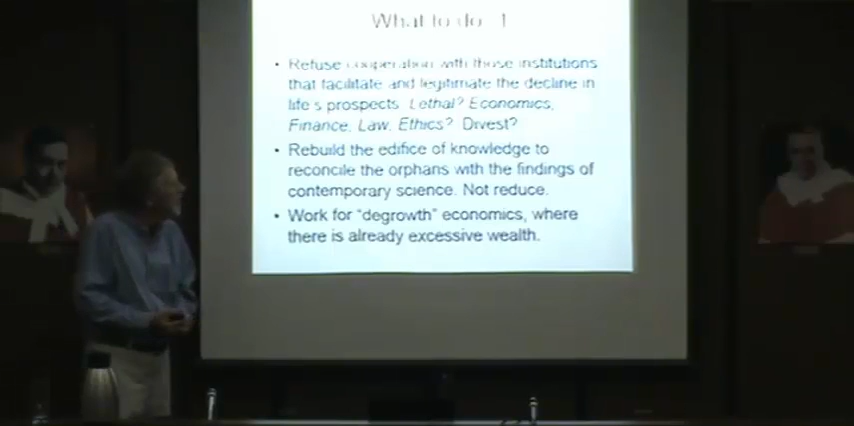 What to do 1
• Refuse cooperation with those institutions
that facilitate and legitimate the decline in
life's prospects. Lethal? Economics,
Finance, Law, Ethics? Divest?
• Rebuild the edifice of knowledge to
reconcile the orphans with the findings of
contemporary science. Not reduce.
• Work for "degrowth" economics, where
there is already excessive wealth.